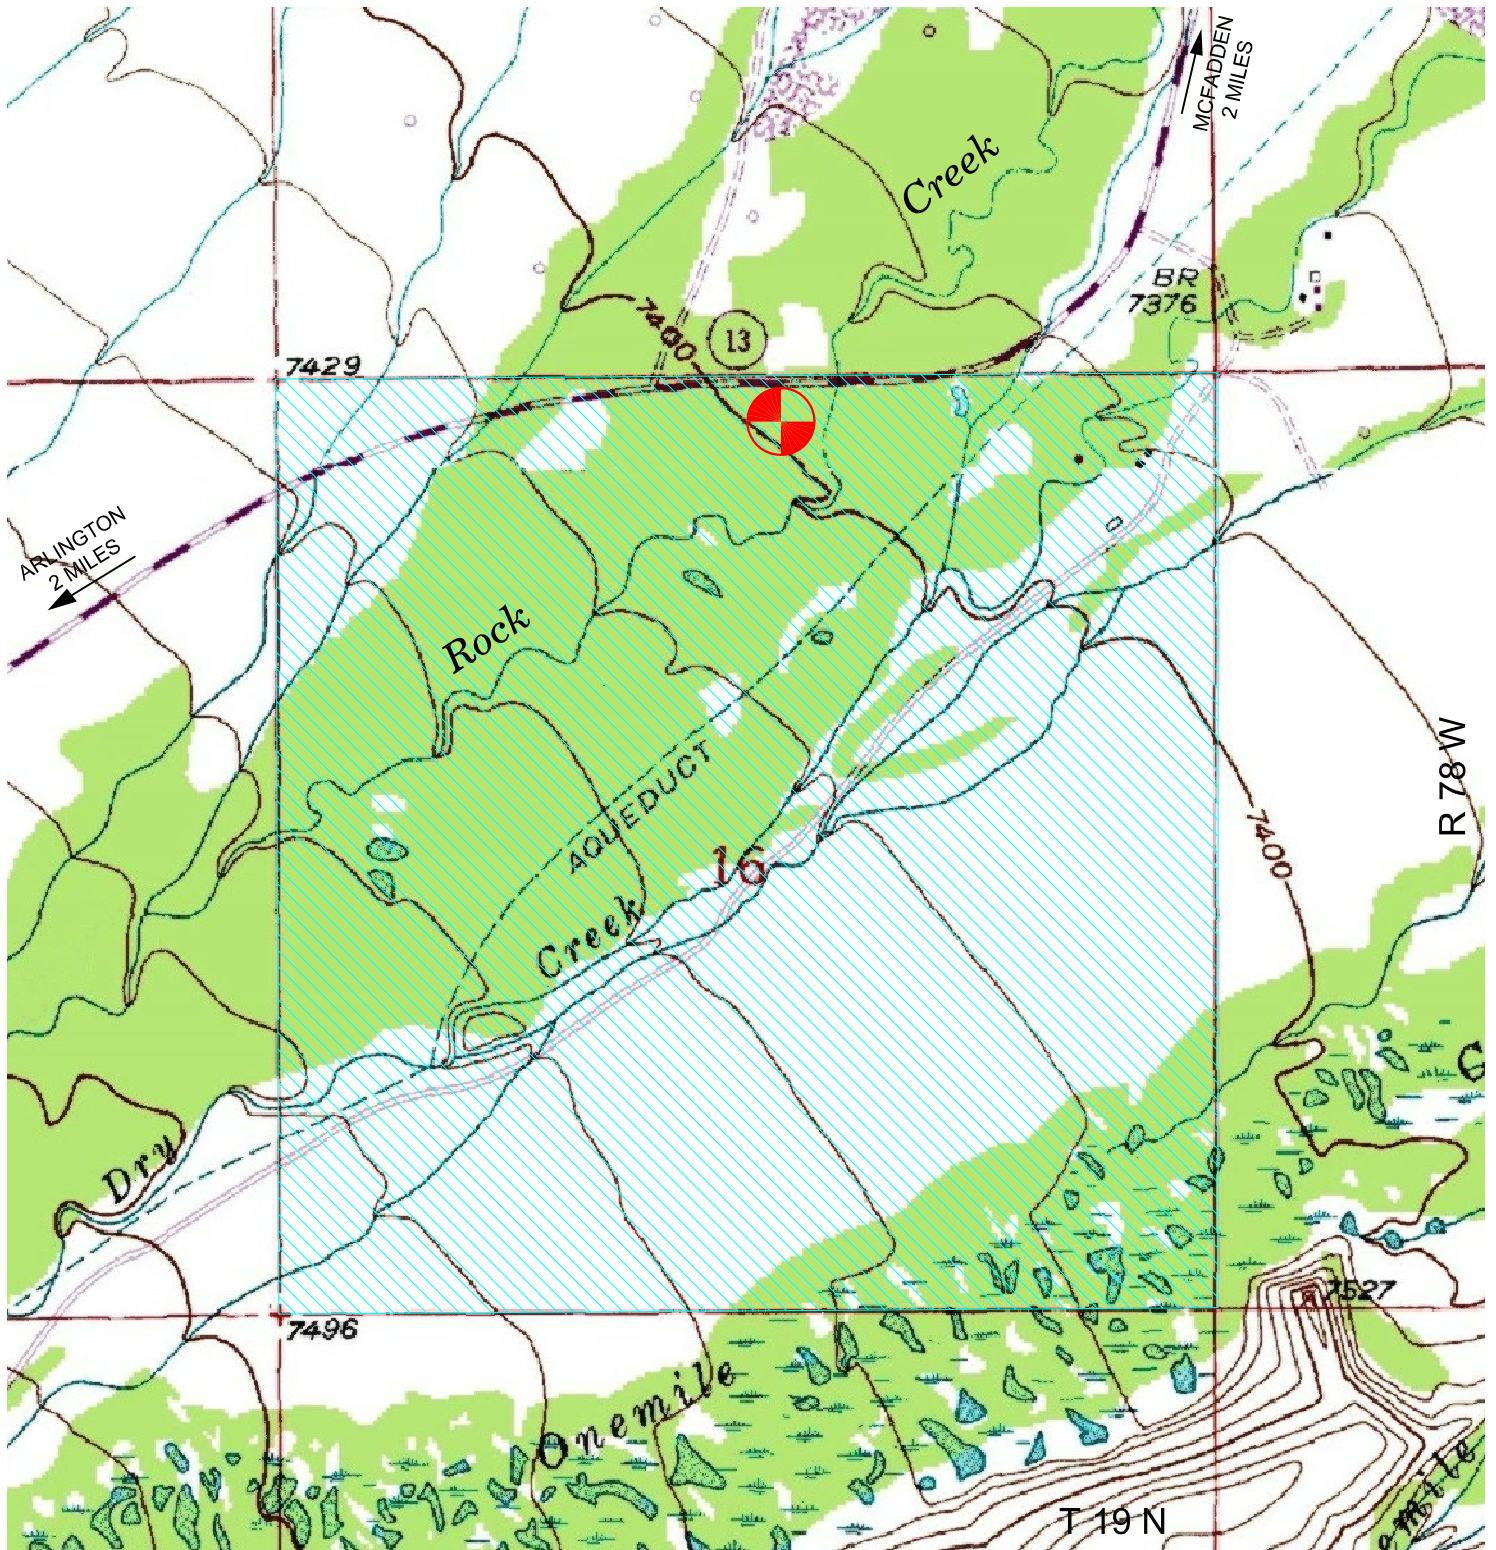 MCFADDEN
2 MILES
Creek
BR
7376
7400
13
7429
ARLINGTON
2 MILES
Rock
AQUEDUCT
R 78 W
7400
16
Creek
Dry
7527
7496
Onemile
T 19 N